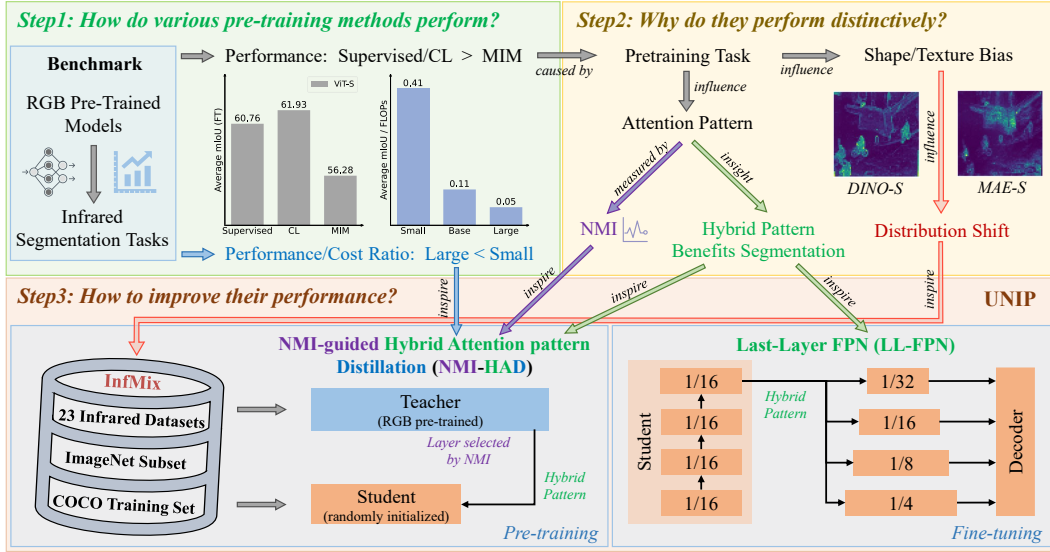 Step1: How do various pre-training methods perform?
Benchmark
RGB Pre-Trained
Models
Infrared
Segmentation Tasks
Performance: Supervised/CL > MIM
Average mIoU (FT)
ViT-S
60,76
61.93
56,28
Supervised
CL
MIM
Average mIoU / FLOPs
0,41
0.11
0.05
Small
Base
Large
Performance/Cost Ratio: Large < Small
Step2: Why do they perform distinctively?
caused by
Pretraining Task
influence
Shape/Texture Bias
influence
Attention Pattern
influence
DINO-S
MAE-S
measured by
insight
NMI
Hybrid Pattern
Benefits Segmentation
Distribution Shift
Step3: How to improve their performance?
UNIP
inspire
inspire
inspire
inspire
inspire
InfMix
23 Infrared Datasets
ImageNet Subset
COCO Training Set
NMI-guided Hybrid Attention pattern
Distillation (NMI-HAD)
Teacher
(RGB pre-trained)
Layer selected
by NMI
Hybrid
Pattern
Student
(randomly initialized)
Pre-training
Last-Layer FPN (LL-FPN)
Student
1/16
1/16
1/16
1/16
Hybrid
Pattern
1/32
1/16
1/8
1/4
Decoder
Fine-tuning